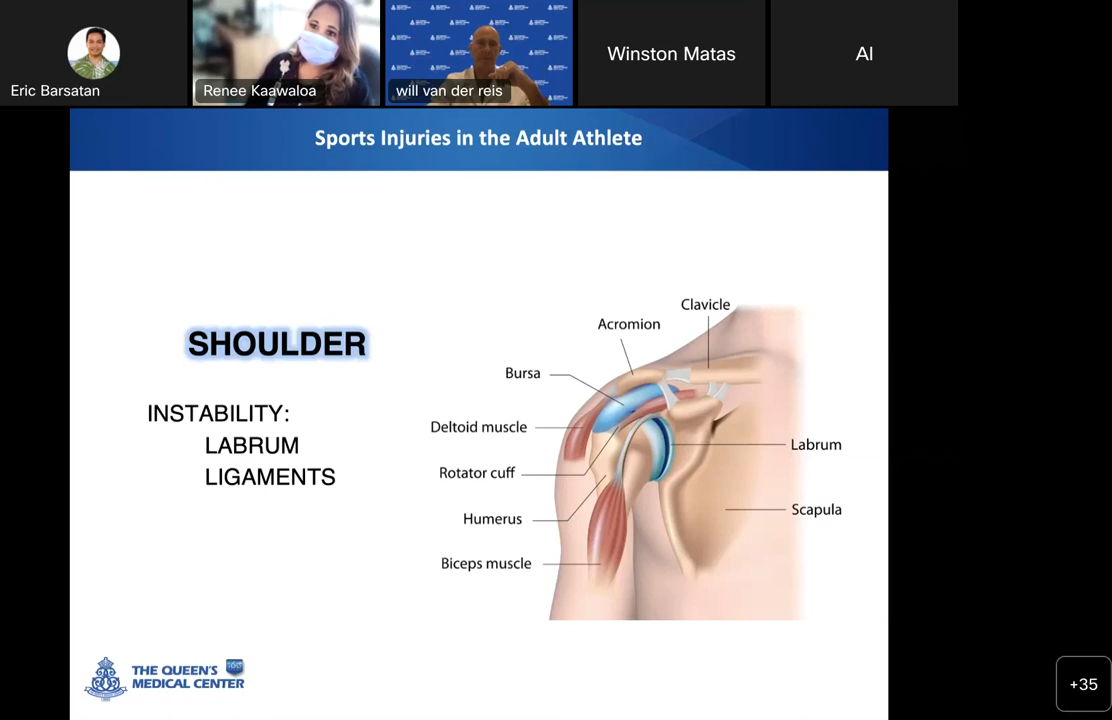 Eric Barsatan
Renee Kaawaloa
will van der reis
Winston Matas
Al
Sports Injuries in the Adult Athlete
SHOULDER
INSTABILITY:
LABRUM
LIGAMENTS
Clavicle
Acromion
Bursa
Deltoid muscle
Rotator cuff
Humerus
Biceps muscle
Labrum
Scapula
THE QUEEN'S
MEDICAL CENTER
+35